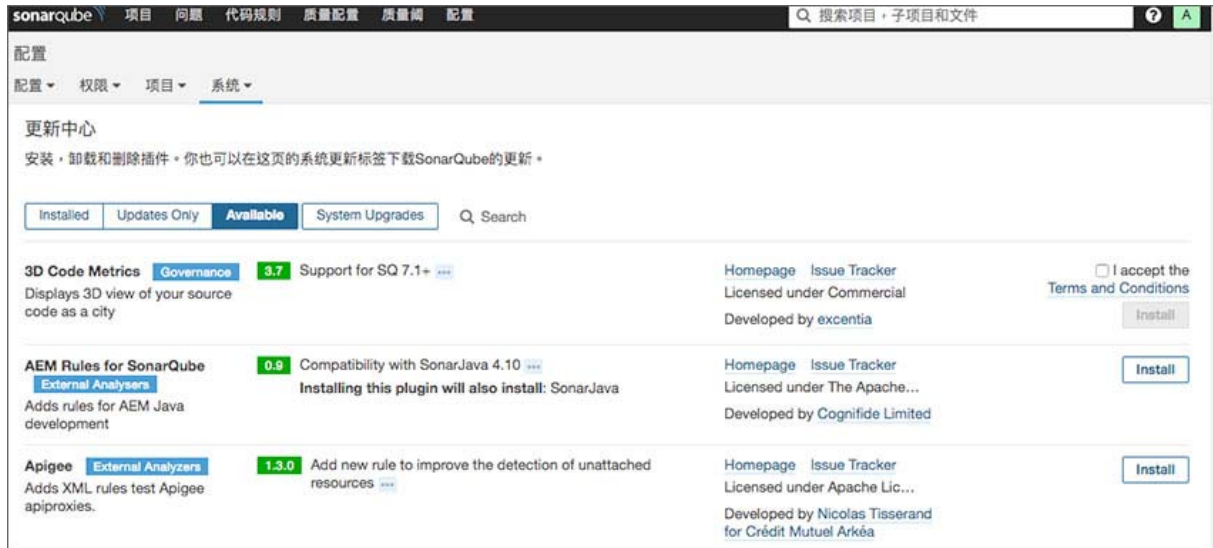 sonarqube 项目 问题 代码规则 质量配置 质量阈 配置 搜索项目，子项目和文件 ? A
配置
配置 权限 项目 系统
更新中心
安装，卸载和删除插件。你也可以在这页的系统更新标签下载SonarQube的更新。
Installed Updates Only Available System Upgrades Search
3D Code Metrics Governance 3.7 Support for SQ 7.1+ ... Homepage Issue Tracker I accept the
Displays 3D view of your source Licensed under Commercial Terms and Conditions
code as a city Developed by excentia Install
AEM Rules for SonarQube 0.9 Compatibility with SonarJava 4.10 ... Homepage Issue Tracker Install
External Analysers Installing this plugin will also install: SonarJava Licensed under The Apache...
Adds rules for AEM Java Developed by Cognifide Limited
development
Apigee External Analyzers 1.3.0 Add new rule to improve the detection of unattached Homepage Issue Tracker Install
Adds XML rules test Apigee resources ... Licensed under Apache Lic...
apiproxies. Developed by Nicolas Tisserand
for Crédit Mutuel Arkéa